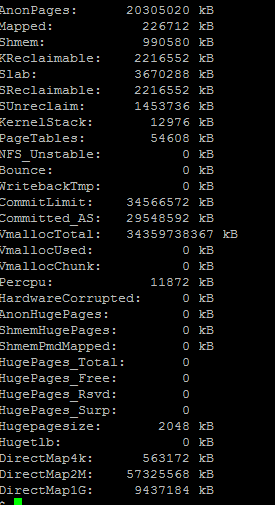 AnonPages: 20305020 kB
Mapped: 226712 kB
Shmem: 990580 kB
KReclaimable: 2216552 kB
Slab: 3670288 kB
SReclaimable: 2216552 kB
SUnreclaim: 1453736 kB
KernelStack: 12976 kB
PageTables: 54608 kB
NFS_Unstable: 0 kB
Bounce: 0 kB
WritebackTmp: 0 kB
CommitLimit: 34566572 kB
Committed_AS: 29548592 kB
VmallocTotal: 34359738367 kB
VmallocUsed: 0 kB
VmallocChunk: 0 kB
Percpu: 11872 kB
HardwareCorrupted: 0 kB
AnonHugePages: 0 kB
ShmemHugePages: 0 kB
ShmemPmdMapped: 0 kB
HugePages_Total: 0
HugePages_Free: 0
HugePages_Rsvd: 0
HugePages_Surp: 0
Hugepagesize: 2048 kB
Hugetlb: 0 kB
DirectMap4k: 563172 kB
DirectMap2M: 57325568 kB
DirectMap1G: 9437184 kB